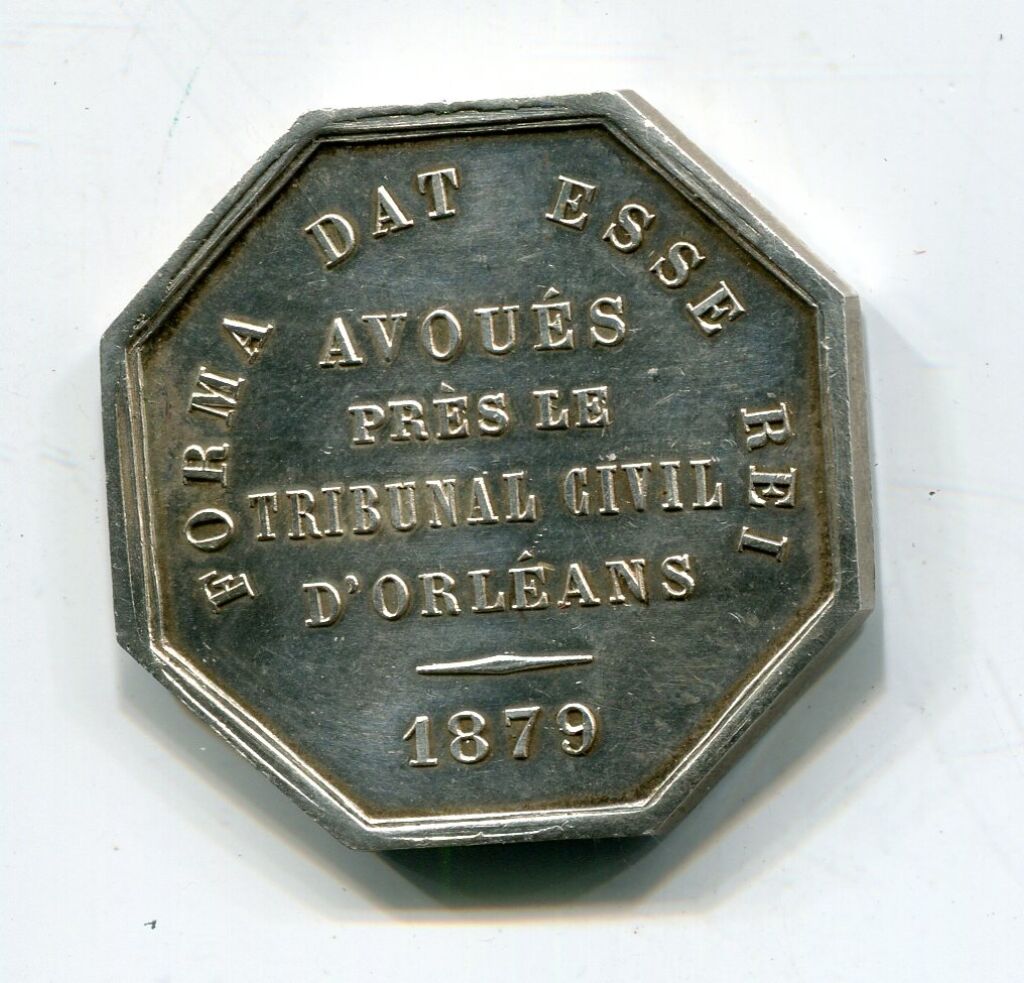 FORMA DAT ESSE REI
AVOUÉS
PRÈS LE
TRIBUNAL CIVIL
D'ORLÉANS
1879